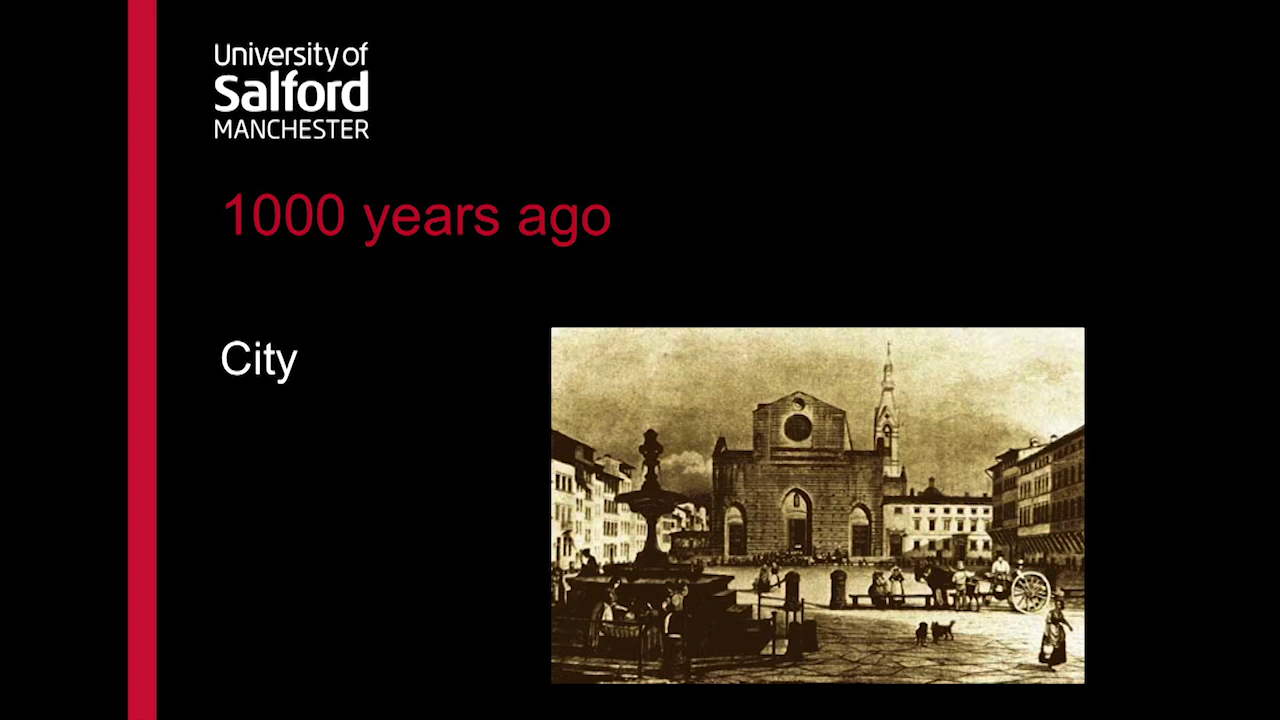 University of
Salford
MANCHESTER
1000 years ago
City